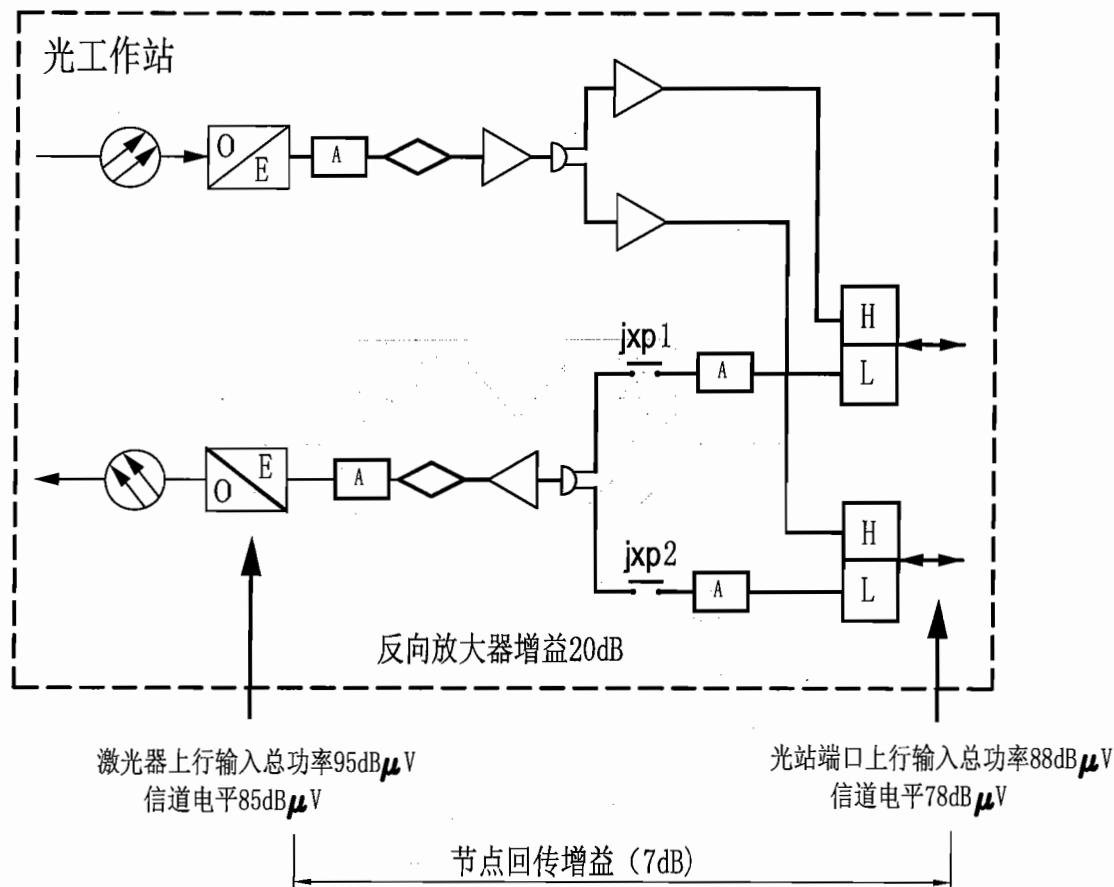 光工作站
O
E
A
H
L
jxp1
A
E
O
A
H
L
jxp2
A
反向放大器增益20dB
激光器上行输入总功率95dBμV
信道电平85dBμV
光站端口上行输入总功率88dBμV
信道电平78dBμV
节点回传增益（7dB)